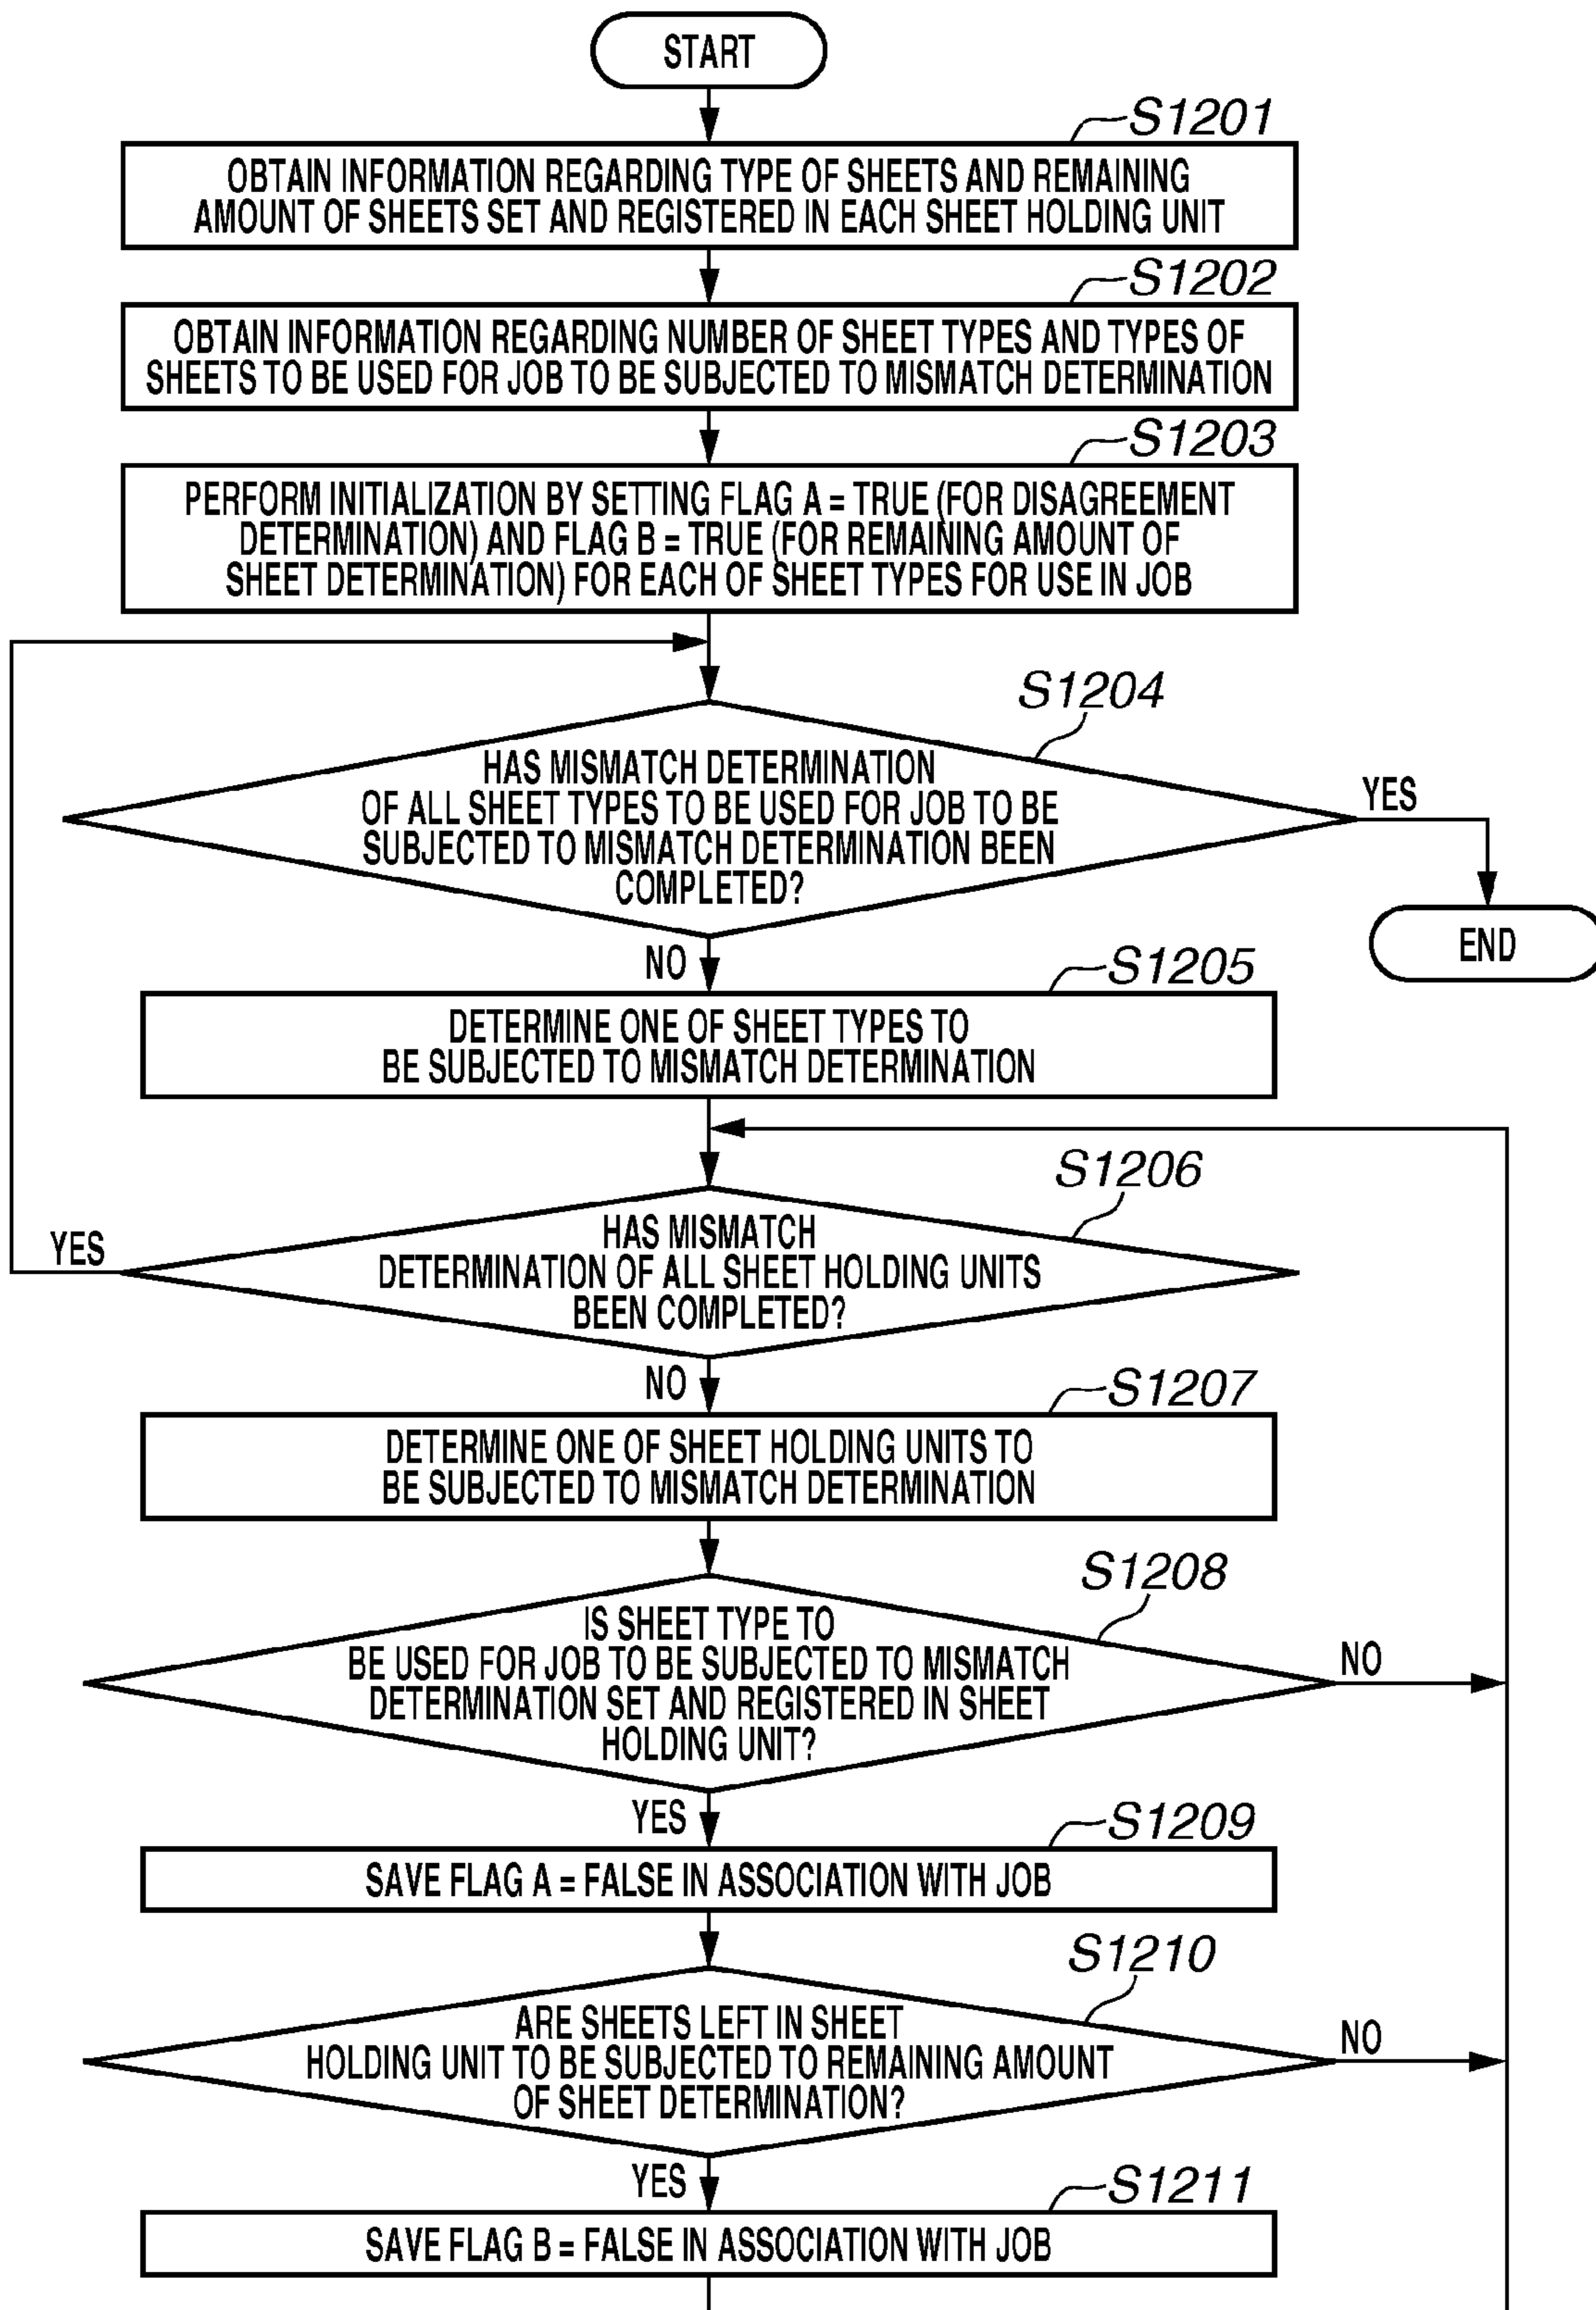 START
S1201
OBTAIN INFORMATION REGARDING TYPE OF SHEETS AND REMAINING
AMOUNT OF SHEETS SET AND REGISTERED IN EACH SHEET HOLDING UNIT
S1202
OBTAIN INFORMATION REGARDING NUMBER OF SHEET TYPES AND TYPES OF
SHEETS TO BE USED FOR JOB TO BE SUBJECTED TO MISMATCH DETERMINATION
S1203
PERFORM INITIALIZATION BY SETTING FLAG A = TRUE (FOR DISAGREEMENT
DETERMINATION) AND FLAG B = TRUE (FOR REMAINING AMOUNT OF
SHEET DETERMINATION) FOR EACH OF SHEET TYPES FOR USE IN JOB
S1204
HAS MISMATCH DETERMINATION
OF ALL SHEET TYPES TO BE USED FOR JOB TO BE
SUBJECTED TO MISMATCH DETERMINATION BEEN
COMPLETED?
YES
END
NO
S1205
DETERMINE ONE OF SHEET TYPES TO
BE SUBJECTED TO MISMATCH DETERMINATION
S1206
HAS MISMATCH
DETERMINATION OF ALL SHEET HOLDING UNITS
BEEN COMPLETED?
YES
NO
S1207
DETERMINE ONE OF SHEET HOLDING UNITS TO
BE SUBJECTED TO MISMATCH DETERMINATION
S1208
IS SHEET TYPE TO
BE USED FOR JOB TO BE SUBJECTED TO MISMATCH
DETERMINATION SET AND REGISTERED IN SHEET
HOLDING UNIT?
NO
YES
S1209
SAVE FLAG A = FALSE IN ASSOCIATION WITH JOB
S1210
ARE SHEETS LEFT IN SHEET
HOLDING UNIT TO BE SUBJECTED TO REMAINING AMOUNT
OF SHEET DETERMINATION?
NO
YES
S1211
SAVE FLAG B = FALSE IN ASSOCIATION WITH JOB